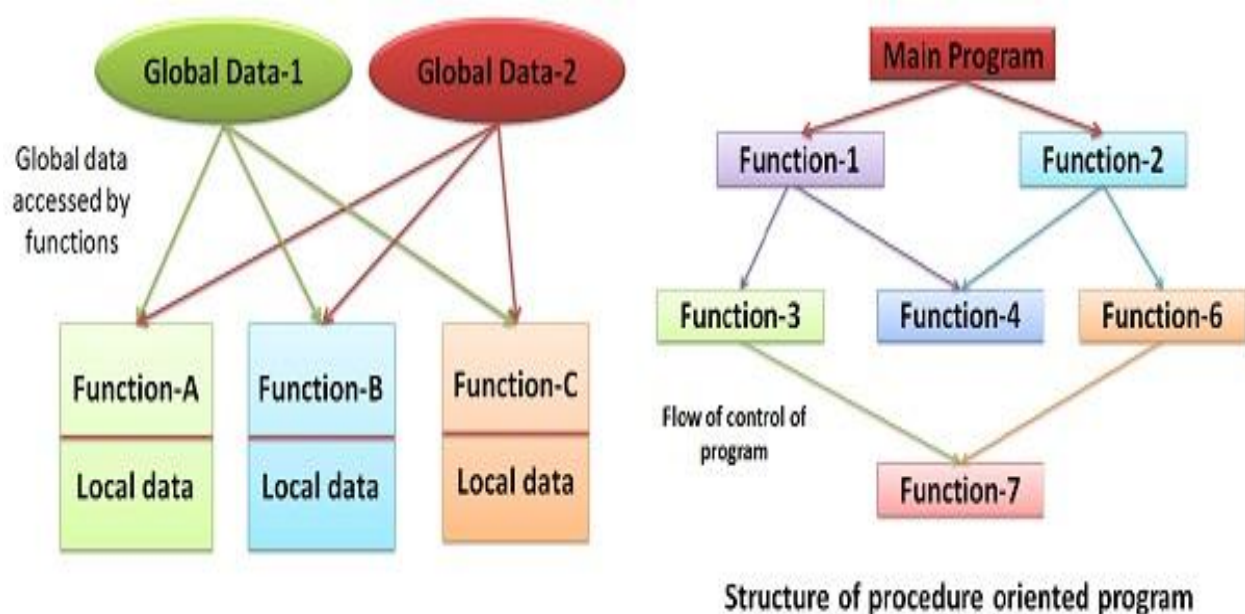 Global Data-1
Global Data-2
Global data
accessed by
functions
Function-A
Function-B
Function-C
Local data
Local data
Local data
Main Program
Function-1
Function-2
Function-3
Function-4
Function-6
Flow of control of
program
Function-7
Structure of procedure oriented program